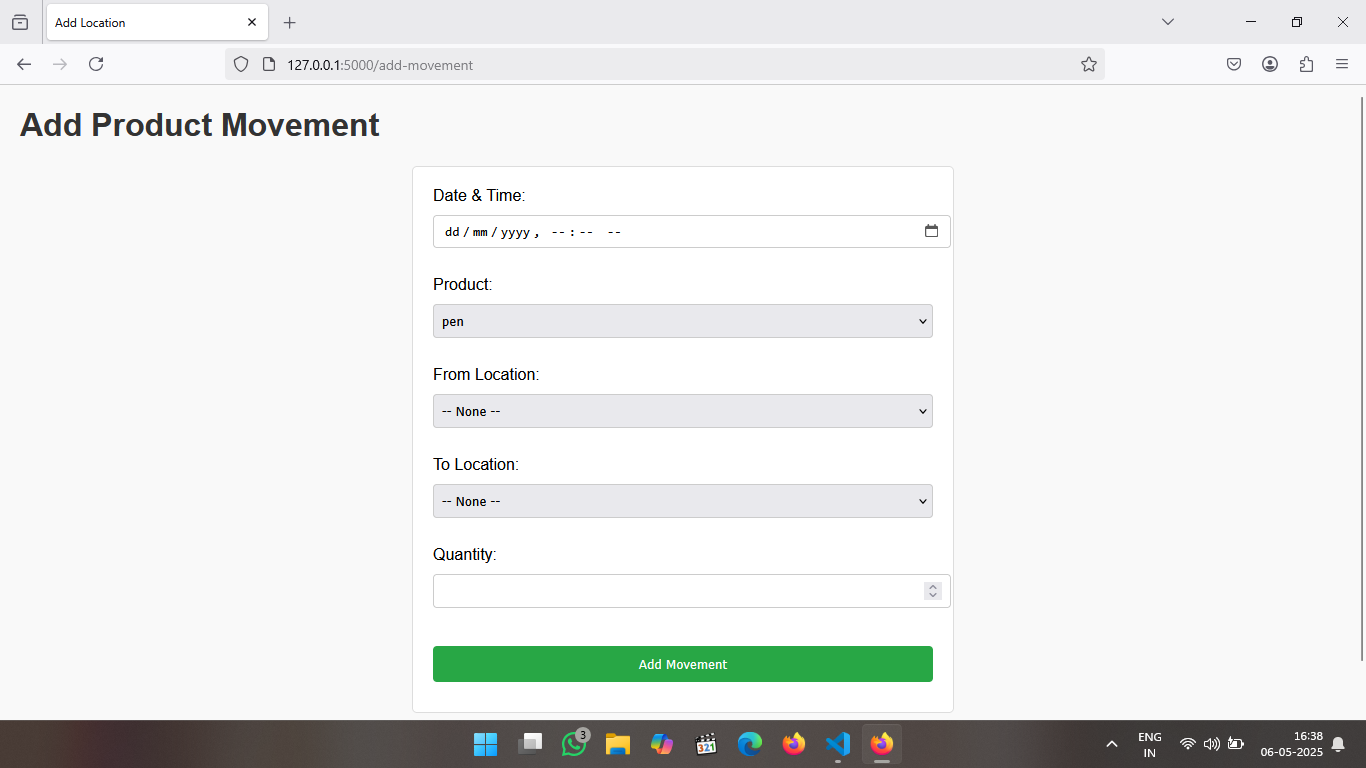 Add Location
127.0.0.1:5000/add-movement
Add Product Movement
Date & Time:
dd/mm/yyyy, --:-- --
Product:
pen
From Location:
-- None --
To Location:
-- None --
Quantity:
Add Movement
3
321
ENG
IN
16:38
06-05-2025